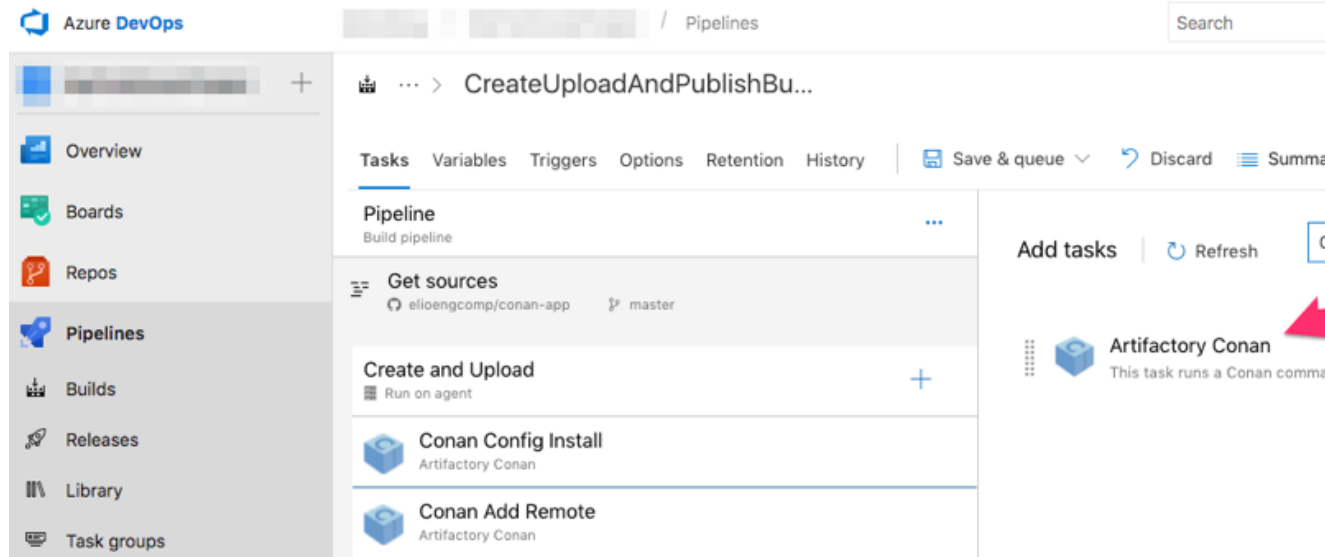 Azure DevOps
/ Pipelines
Search
··· > CreateUploadAndPublishBu...
Overview
Boards
Repos
Pipelines
Builds
Releases
Library
Task groups
Tasks Variables Triggers Options Retention History
Save & queue Discard Summa
Pipeline
Build pipeline
Get sources
elioengcomp/conan-app master
Create and Upload
Run on agent
Conan Config Install
Artifactory Conan
Conan Add Remote
Artifactory Conan
Add tasks Refresh
Artifactory Conan
This task runs a Conan comma